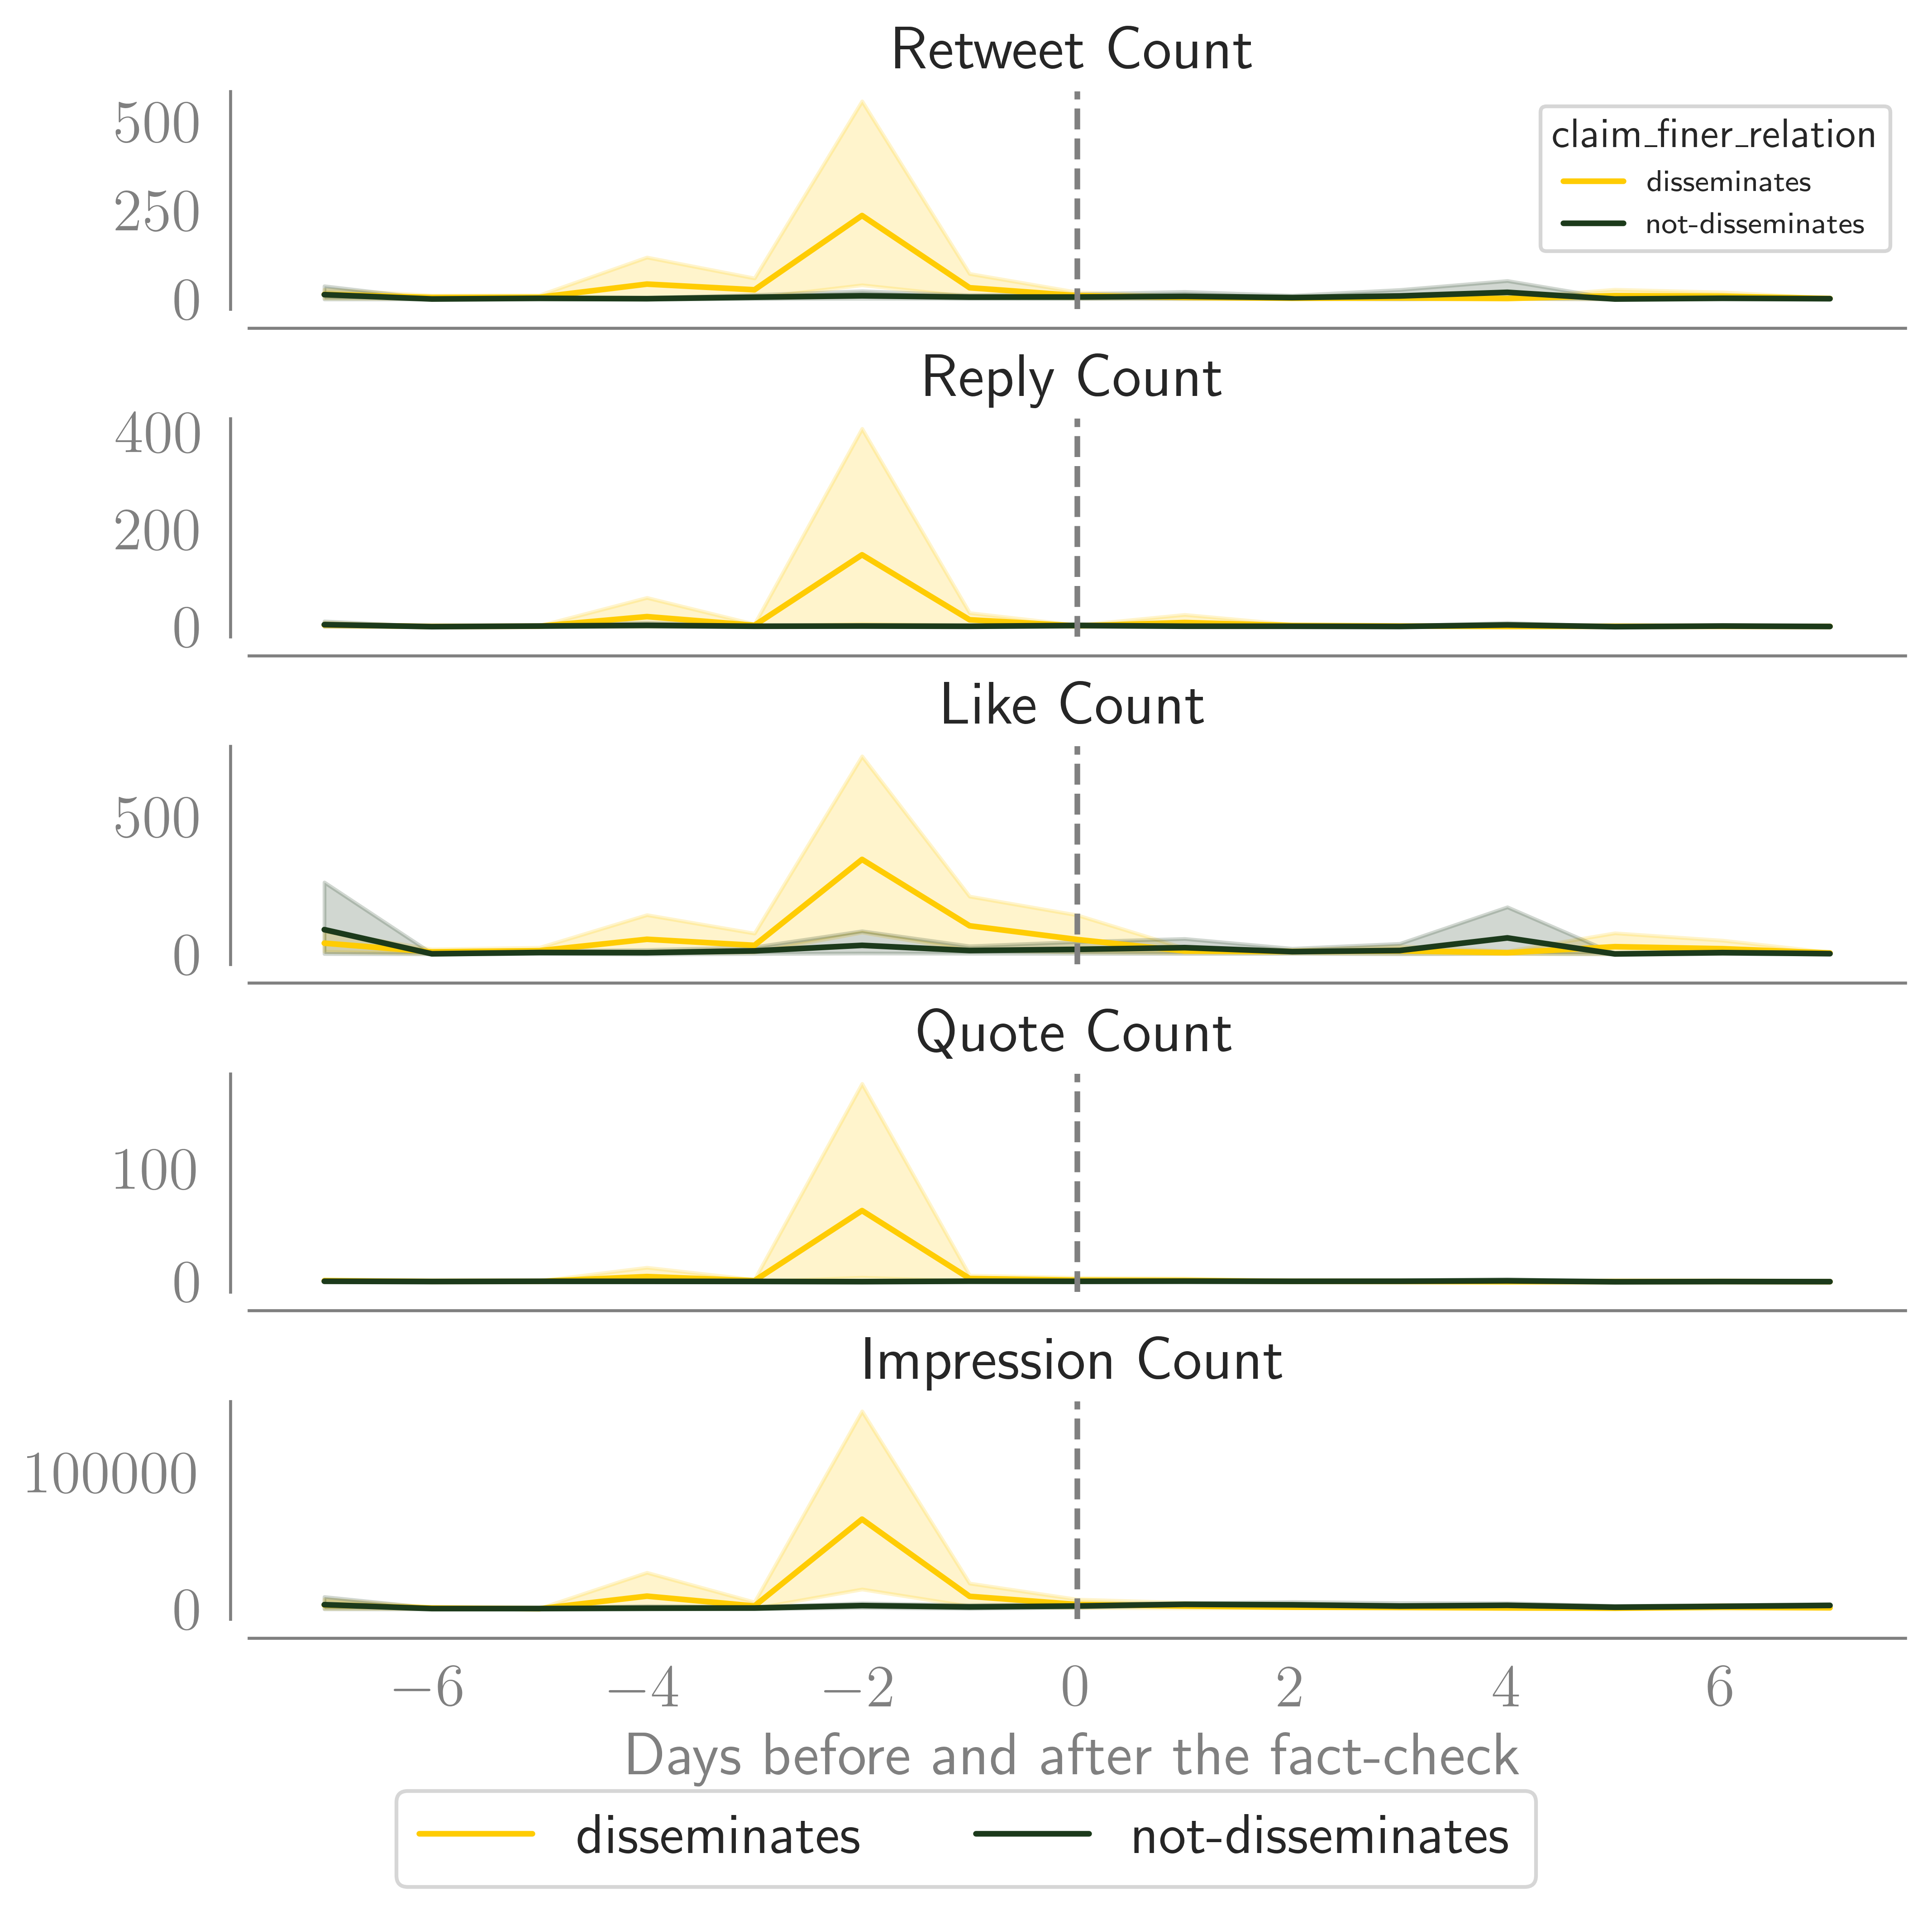 Retweet Count
500
250
0
claim_finer_relation
disseminates
not-disseminates
Reply Count
400
200
0
Like Count
500
0
Quote Count
100
0
Impression Count
100000
0
−6 −4 −2 0 2 4 6
Days before and after the fact-check
disseminates not-disseminates